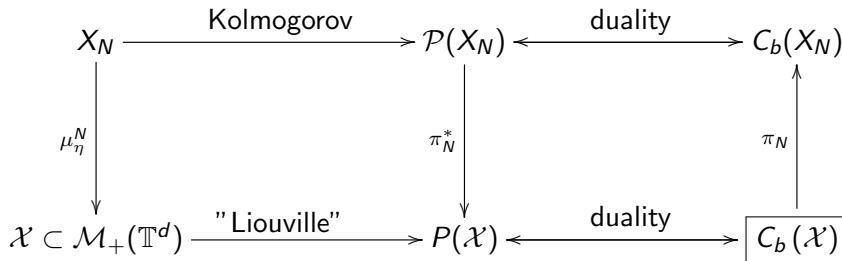 Kolmogorov duality
X_N 𝒫(X_N) C_b(X_N)
μ_η^N π_N^* π_N
"Liouville" duality
𝒳 ⊂ ℳ_+(𝕋^d) P(𝒳) C_b(𝒳)